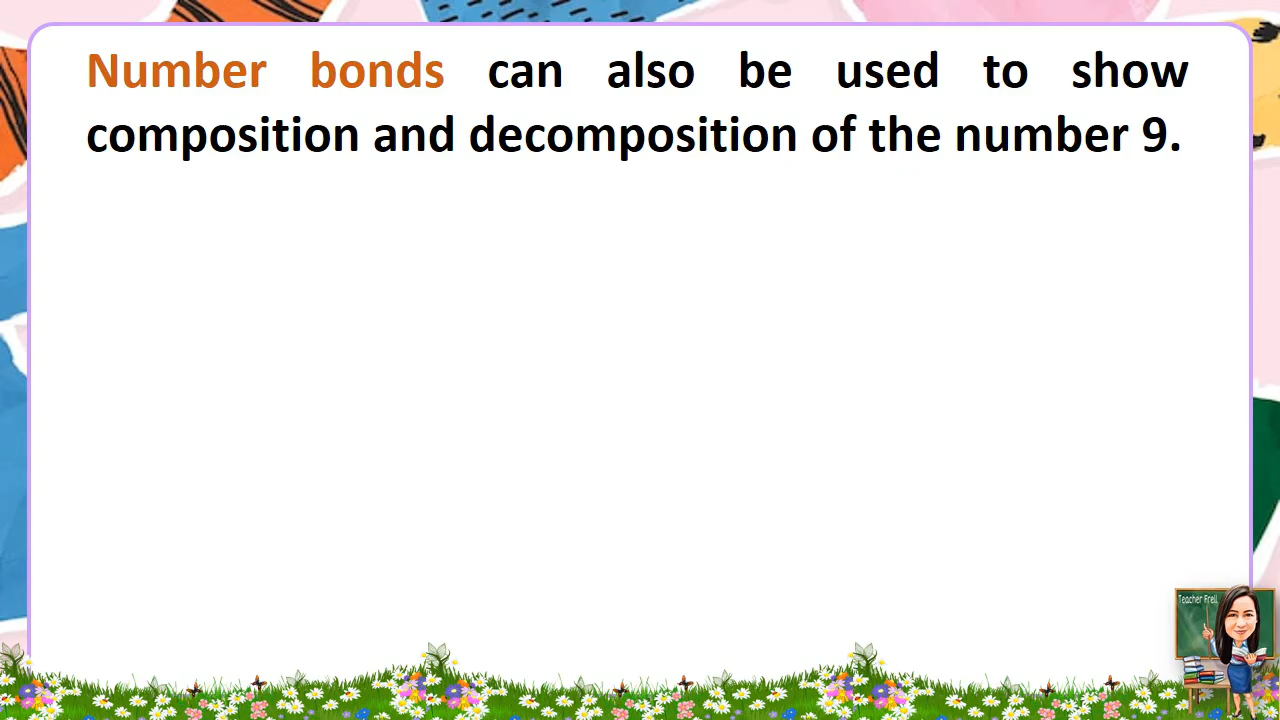 Number bonds can also be used to show
composition and decomposition of the number 9.
Teacher Frell